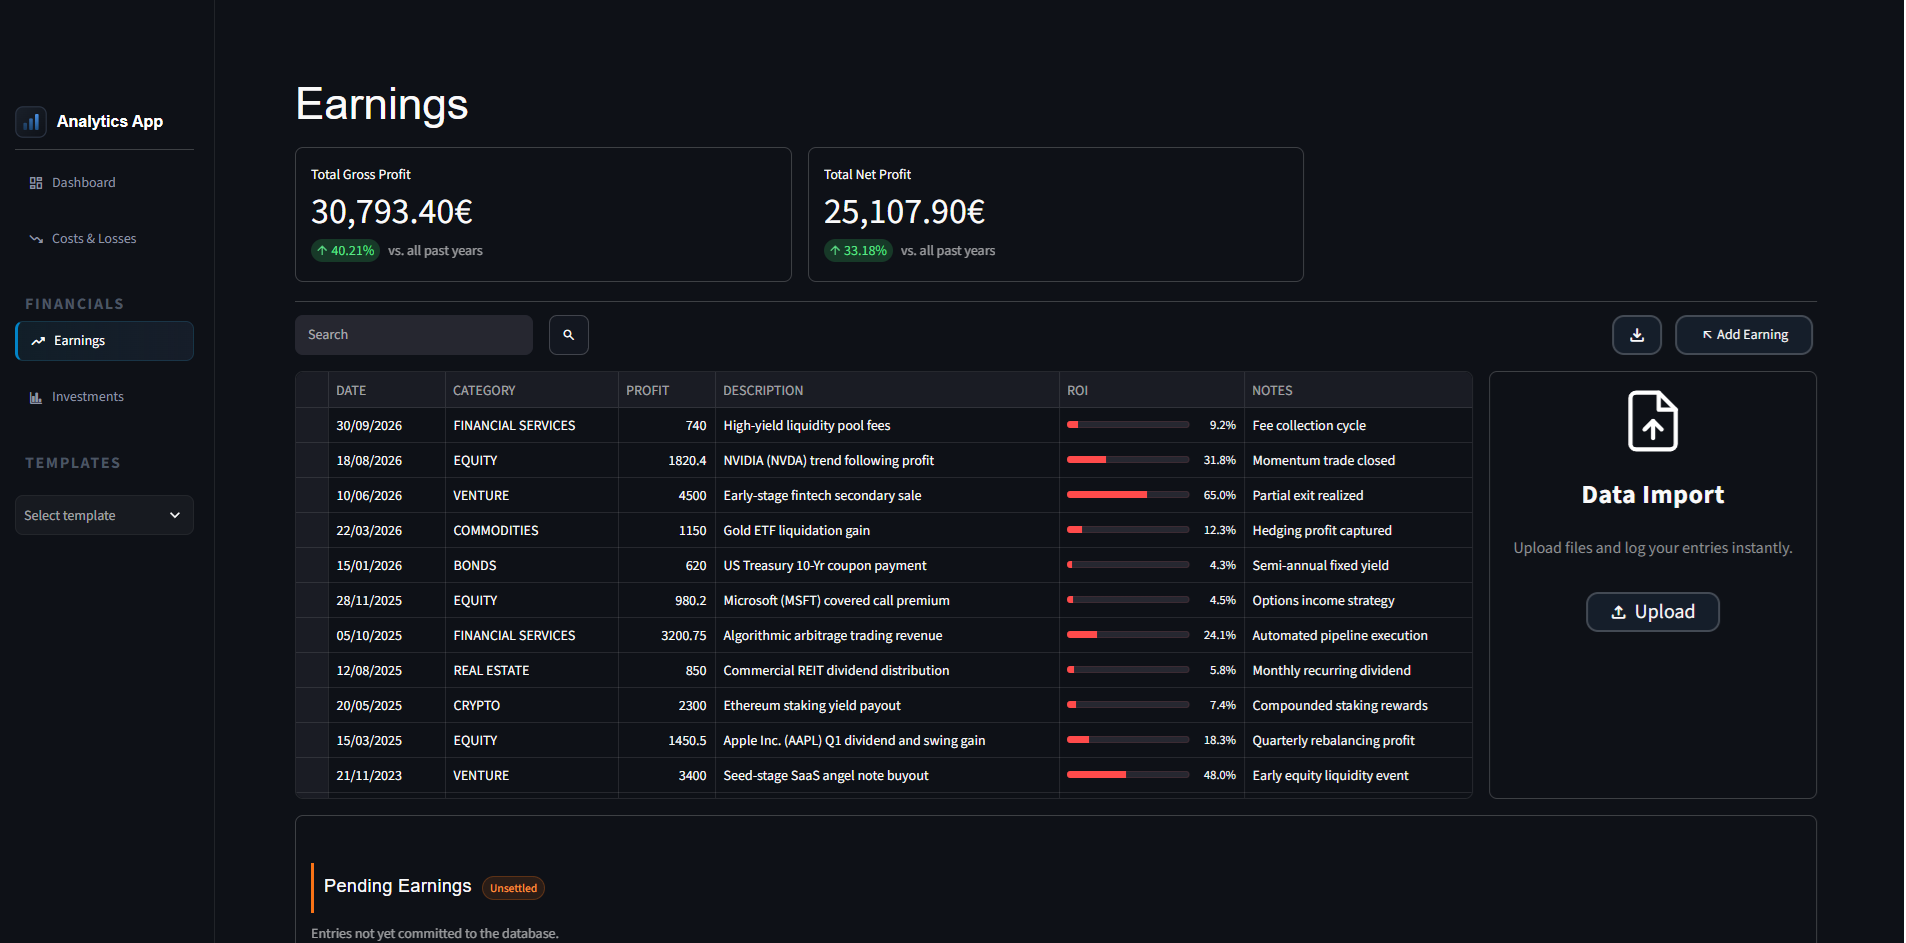 Analytics App
Dashboard
Costs & Losses
FINANCIALS
Earnings
Investments
TEMPLATES
Select template
Earnings
Total Gross Profit
30,793.40€
↑ 40.21% vs. all past years
Total Net Profit
25,107.90€
↑ 33.18% vs. all past years
Search
Add Earning
DATE CATEGORY PROFIT DESCRIPTION ROI NOTES
30/09/2026 FINANCIAL SERVICES 740 High-yield liquidity pool fees 9.2% Fee collection cycle
18/08/2026 EQUITY 1820.4 NVIDIA (NVDA) trend following profit 31.8% Momentum trade closed
10/06/2026 VENTURE 4500 Early-stage fintech secondary sale 65.0% Partial exit realized
22/03/2026 COMMODITIES 1150 Gold ETF liquidation gain 12.3% Hedging profit captured
15/01/2026 BONDS 620 US Treasury 10-Yr coupon payment 4.3% Semi-annual fixed yield
28/11/2025 EQUITY 980.2 Microsoft (MSFT) covered call premium 4.5% Options income strategy
05/10/2025 FINANCIAL SERVICES 3200.75 Algorithmic arbitrage trading revenue 24.1% Automated pipeline execution
12/08/2025 REAL ESTATE 850 Commercial REIT dividend distribution 5.8% Monthly recurring dividend
20/05/2025 CRYPTO 2300 Ethereum staking yield payout 7.4% Compounded staking rewards
15/03/2025 EQUITY 1450.5 Apple Inc. (AAPL) Q1 dividend and swing gain 18.3% Quarterly rebalancing profit
21/11/2023 VENTURE 3400 Seed-stage SaaS angel note buyout 48.0% Early equity liquidity event
Data Import
Upload files and log your entries instantly.
Upload
Pending Earnings Unsettled
Entries not yet committed to the database.